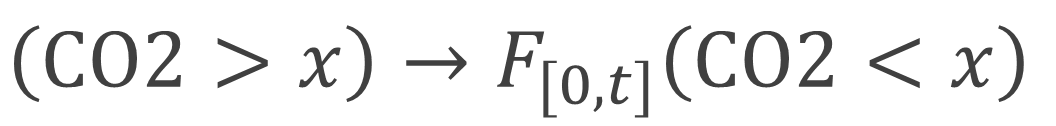 (CO2 > x) → F[0,t](CO2 < x)